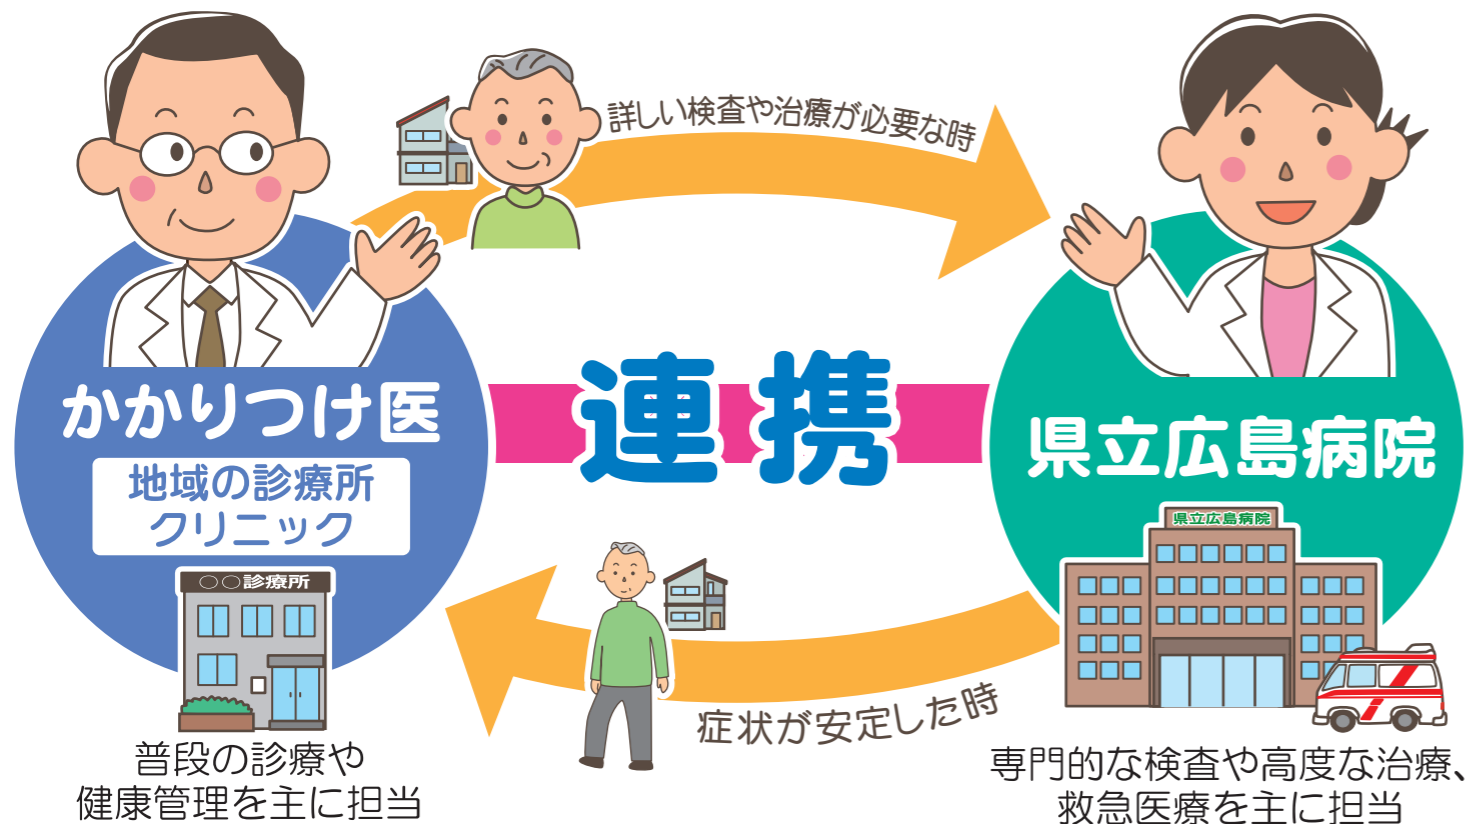 詳しい検査や治療が必要な時
かかりつけ医
地域の診療所
クリニック
○○診療所
普段の診療や
健康管理を主に担当
連携
県立広島病院
県立広島病院
専門的な検査や高度な治療、
救急医療を主に担当
症状が安定した時